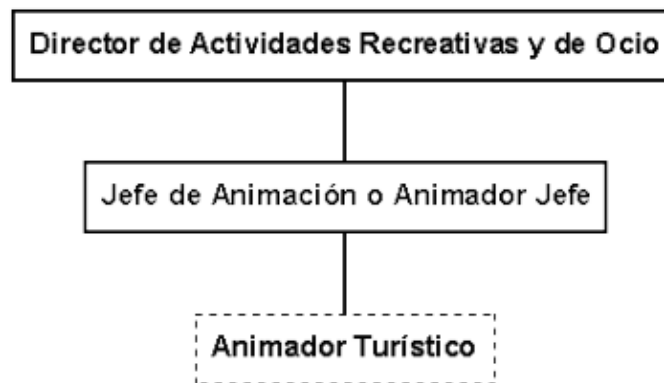 Director de Actividades Recreativas y de Ocio
Jefe de Animación o Animador Jefe
Animador Turístico